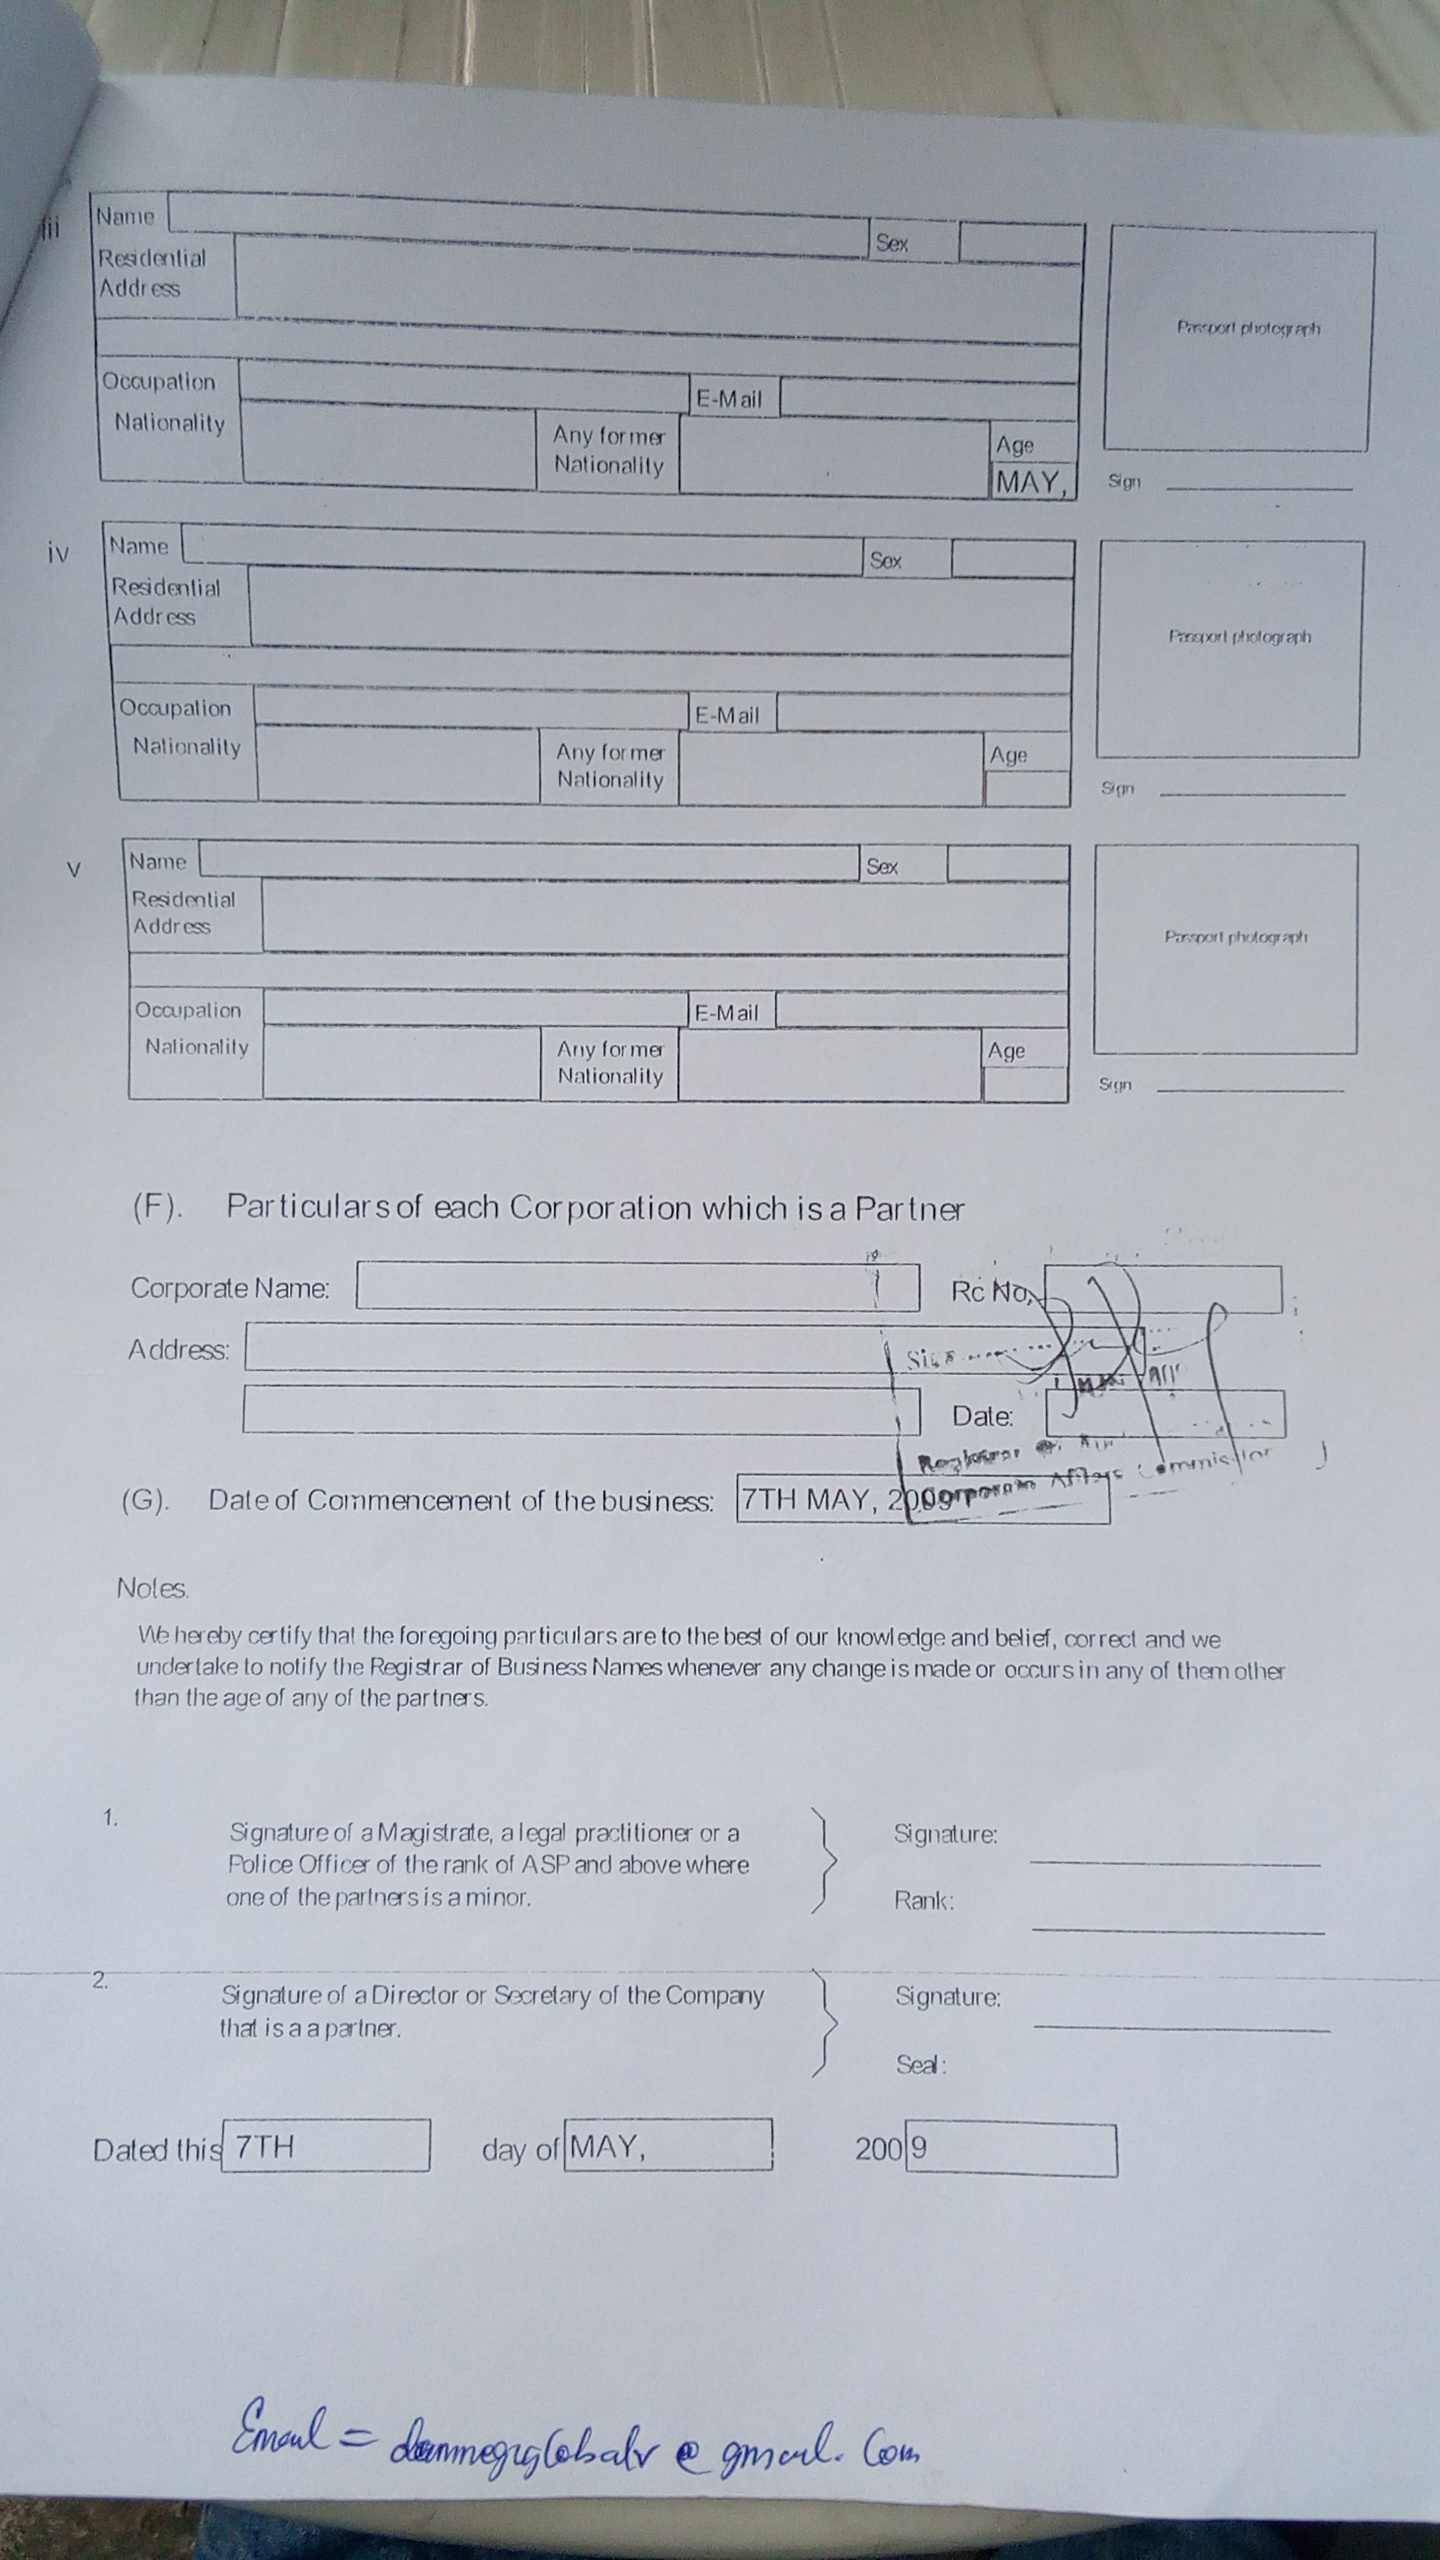 iii
Name
Sex
Residential
Address
Passport photograph
Occupation
E-Mail
Nationality
Any former
Nationality
Age
MAY,
Sign
iv
Name
Sex
Residential
Address
Passport photograph
Occupation
E-Mail
Nationality
Any former
Nationality
Age
Sign
v
Name
Sex
Residential
Address
Passport photograph
Occupation
E-Mail
Nationality
Any former
Nationality
Age
Sign
(F). Particulars of each Corporation which is a Partner
Corporate Name: Rc No,
Address:
Sign
Date:
Registrar
Corporate Affairs Commission
(G). Date of Commencement of the business: 7TH MAY, 2009
Notes.
We hereby certify that the foregoing particulars are to the best of our knowledge and belief, correct and we
undertake to notify the Registrar of Business Names whenever any change is made or occurs in any of them other
than the age of any of the partners.
1.
Signature of a Magistrate, a legal practitioner or a
Police Officer of the rank of ASP and above where
one of the partners is a minor.
Signature:
Rank:
2.
Signature of a Director or Secretary of the Company
that is a a partner.
Signature:
Seal:
Dated this 7TH day of MAY, 2009
Email = @ gmail. Com